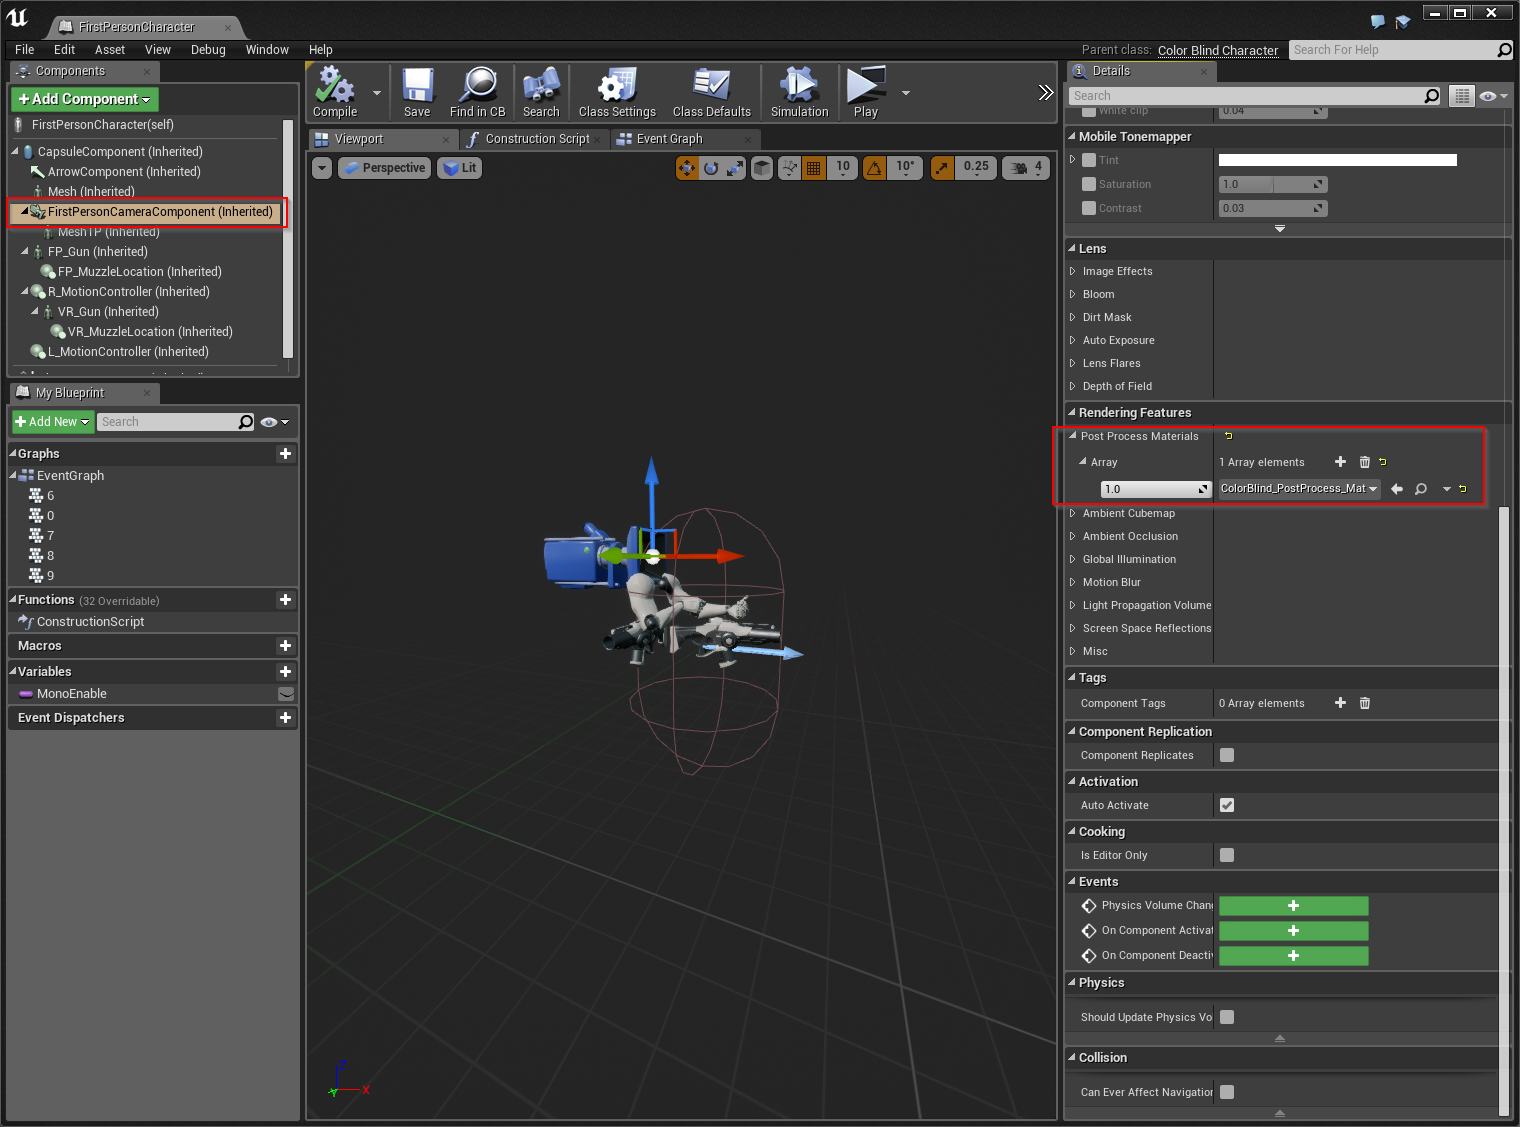 FirstPersonCharacter
File Edit Asset View Debug Window Help
Parent class: Color Blind Character
Search For Help
Components
+Add Component
FirstPersonCharacter(self)
CapsuleComponent (Inherited)
ArrowComponent (Inherited)
Mesh (Inherited)
FirstPersonCameraComponent (Inherited)
MeshTP (Inherited)
FP_Gun (Inherited)
FP_MuzzleLocation (Inherited)
R_MotionController (Inherited)
VR_Gun (Inherited)
VR_MuzzleLocation (Inherited)
L_MotionController (Inherited)
My Blueprint
+Add New
Search
Graphs
EventGraph
6
0
7
8
9
Functions (32 Overridable)
ConstructionScript
Macros
Variables
MonoEnable
Event Dispatchers
Compile Save Find in CB Search Class Settings Class Defaults Simulation Play
Viewport Construction Script Event Graph
Perspective Lit 10 10° 0.25 4
Z
X
Y
Details
Search
White clip 0.04
Mobile Tonemapper
Tint
Saturation 1.0
Contrast 0.03
Lens
Image Effects
Bloom
Dirt Mask
Auto Exposure
Lens Flares
Depth of Field
Rendering Features
Post Process Materials
Array 1 Array elements
1.0 ColorBlind_PostProcess_Mat
Ambient Cubemap
Ambient Occlusion
Global Illumination
Motion Blur
Light Propagation Volume
Screen Space Reflections
Misc
Tags
Component Tags 0 Array elements
Component Replication
Component Replicates
Activation
Auto Activate
Cooking
Is Editor Only
Events
Physics Volume Chang
On Component Activat
On Component Deactiv
Physics
Should Update Physics Vo
Collision
Can Ever Affect Navigation